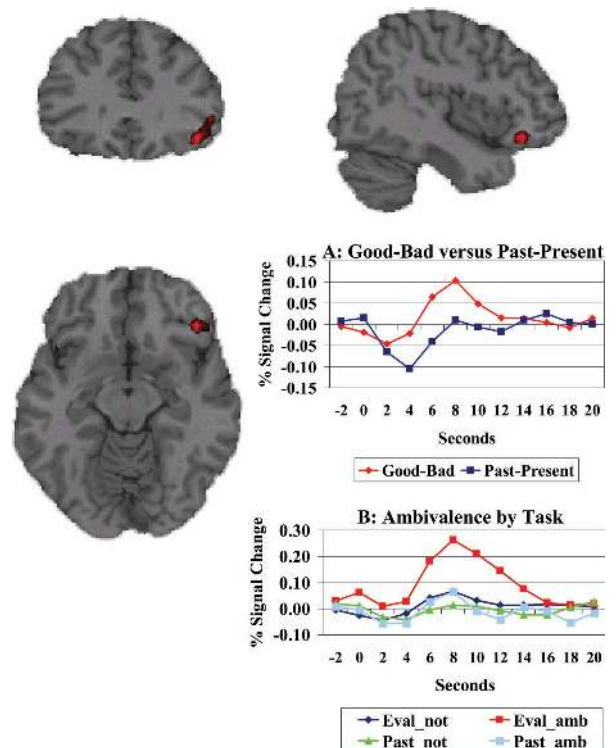 A: Good-Bad versus Past-Present
0.15
0.10
0.05
0.00
-0.05
-0.10
-0.15
% Signal Change
-2 0 2 4 6 8 10 12 14 16 18 20
Seconds
Good-Bad Past-Present
B: Ambivalence by Task
0.30
0.20
0.10
0.00
-0.10
% Signal Change
-2 0 2 4 6 8 10 12 14 16 18 20
Seconds
Eval_not Eval_amb
Past_not Past_amb